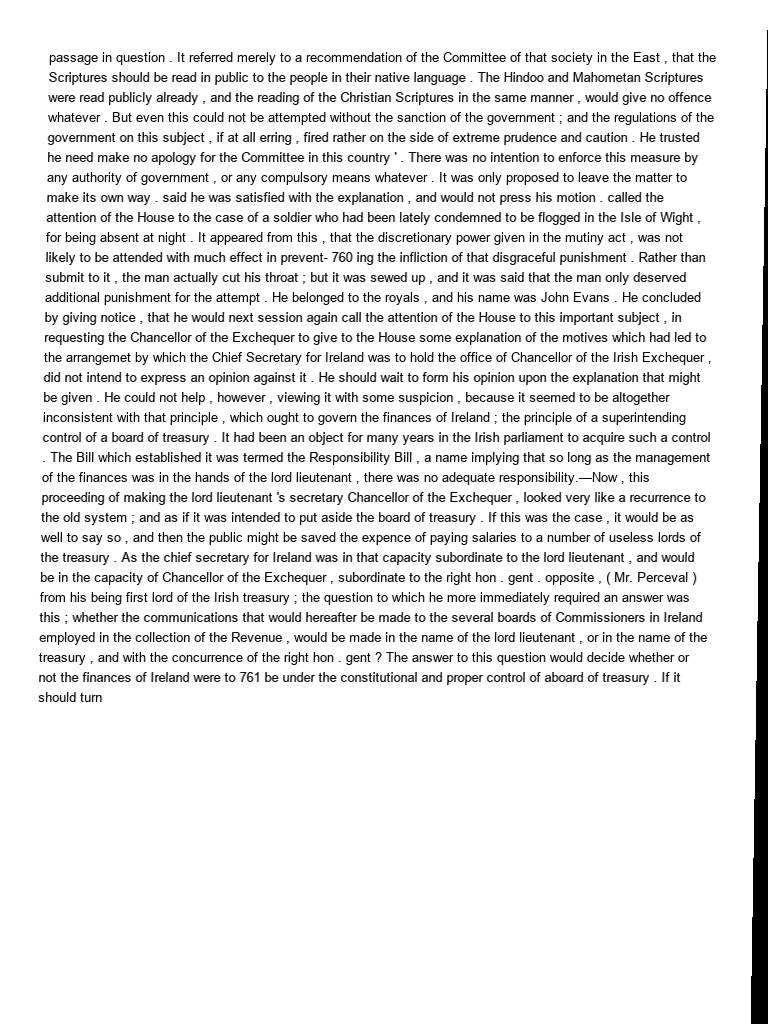 passage in question . It referred merely to a recommendation of the Committee of that society in the East , that the
Scriptures should be read in public to the people in their native language . The Hindoo and Mahometan Scriptures
were read publicly already , and the reading of the Christian Scriptures in the same manner , would give no offence
whatever . But even this could not be attempted without the sanction of the government ; and the regulations of the
government on this subject , if at all erring , fired rather on the side of extreme prudence and caution . He trusted
he need make no apology for the Committee in this country ' . There was no intention to enforce this measure by
any authority of government , or any compulsory means whatever . It was only proposed to leave the matter to
make its own way . said he was satisfied with the explanation , and would not press his motion . called the
attention of the House to the case of a soldier who had been lately condemned to be flogged in the Isle of Wight ,
for being absent at night . It appeared from this , that the discretionary power given in the mutiny act , was not
likely to be attended with much effect in prevent- 760 ing the infliction of that disgraceful punishment . Rather than
submit to it , the man actually cut his throat ; but it was sewed up , and it was said that the man only deserved
additional punishment for the attempt . He belonged to the royals , and his name was John Evans . He concluded
by giving notice , that he would next session again call the attention of the House to this important subject , in
requesting the Chancellor of the Exchequer to give to the House some explanation of the motives which had led to
the arrangemet by which the Chief Secretary for Ireland was to hold the office of Chancellor of the Irish Exchequer ,
did not intend to express an opinion against it . He should wait to form his opinion upon the explanation that might
be given . He could not help , however , viewing it with some suspicion , because it seemed to be altogether
inconsistent with that principle , which ought to govern the finances of Ireland ; the principle of a superintending
control of a board of treasury . It had been an object for many years in the Irish parliament to acquire such a control
. The Bill which established it was termed the Responsibility Bill , a name implying that so long as the management
of the finances was in the hands of the lord lieutenant , there was no adequate responsibility.—Now , this
proceeding of making the lord lieutenant 's secretary Chancellor of the Exchequer , looked very like a recurrence to
the old system ; and as if it was intended to put aside the board of treasury . If this was the case , it would be as
well to say so , and then the public might be saved the expence of paying salaries to a number of useless lords of
the treasury . As the chief secretary for Ireland was in that capacity subordinate to the lord lieutenant , and would
be in the capacity of Chancellor of the Exchequer , subordinate to the right hon . gent . opposite , ( Mr. Perceval )
from his being first lord of the Irish treasury ; the question to which he more immediately required an answer was
this ; whether the communications that would hereafter be made to the several boards of Commissioners in Ireland
employed in the collection of the Revenue , would be made in the name of the lord lieutenant , or in the name of the
treasury , and with the concurrence of the right hon . gent ? The answer to this question would decide whether or
not the finances of Ireland were to 761 be under the constitutional and proper control of aboard of treasury . If it
should turn